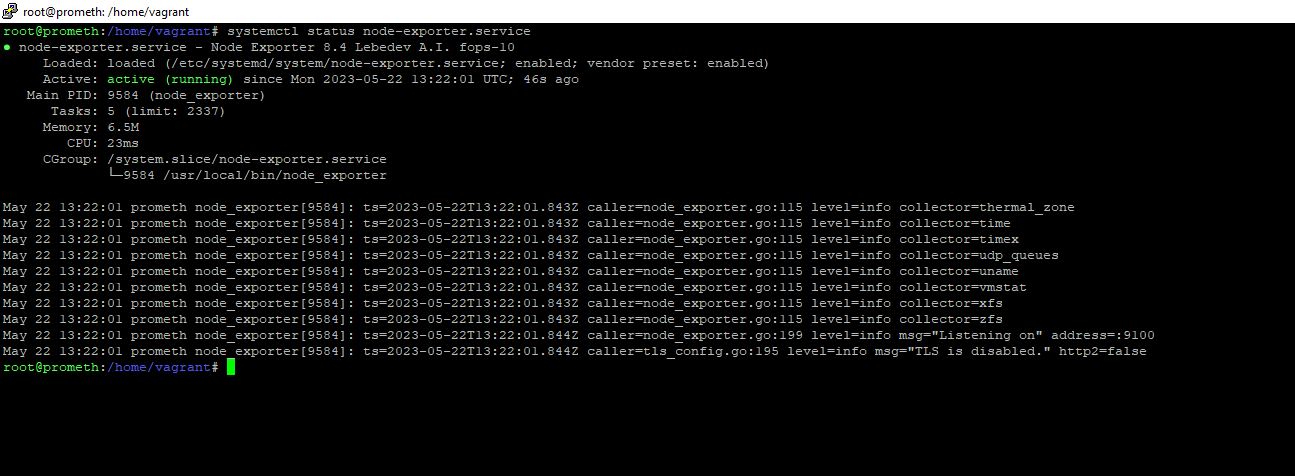 root@prometh: /home/vagrant
root@prometh:/home/vagrant# systemctl status node-exporter.service
● node-exporter.service - Node Exporter 8.4 Lebedev A.I. fops-10
Loaded: loaded (/etc/systemd/system/node-exporter.service; enabled; vendor preset: enabled)
Active: active (running) since Mon 2023-05-22 13:22:01 UTC; 46s ago
Main PID: 9584 (node_exporter)
Tasks: 5 (limit: 2337)
Memory: 6.5M
CPU: 23ms
CGroup: /system.slice/node-exporter.service
└─9584 /usr/local/bin/node_exporter
May 22 13:22:01 prometh node_exporter[9584]: ts=2023-05-22T13:22:01.843Z caller=node_exporter.go:115 level=info collector=thermal_zone
May 22 13:22:01 prometh node_exporter[9584]: ts=2023-05-22T13:22:01.843Z caller=node_exporter.go:115 level=info collector=time
May 22 13:22:01 prometh node_exporter[9584]: ts=2023-05-22T13:22:01.843Z caller=node_exporter.go:115 level=info collector=timex
May 22 13:22:01 prometh node_exporter[9584]: ts=2023-05-22T13:22:01.843Z caller=node_exporter.go:115 level=info collector=udp_queues
May 22 13:22:01 prometh node_exporter[9584]: ts=2023-05-22T13:22:01.843Z caller=node_exporter.go:115 level=info collector=uname
May 22 13:22:01 prometh node_exporter[9584]: ts=2023-05-22T13:22:01.843Z caller=node_exporter.go:115 level=info collector=vmstat
May 22 13:22:01 prometh node_exporter[9584]: ts=2023-05-22T13:22:01.843Z caller=node_exporter.go:115 level=info collector=xfs
May 22 13:22:01 prometh node_exporter[9584]: ts=2023-05-22T13:22:01.843Z caller=node_exporter.go:115 level=info collector=zfs
May 22 13:22:01 prometh node_exporter[9584]: ts=2023-05-22T13:22:01.844Z caller=node_exporter.go:199 level=info msg="Listening on" address=:9100
May 22 13:22:01 prometh node_exporter[9584]: ts=2023-05-22T13:22:01.844Z caller=tls_config.go:195 level=info msg="TLS is disabled." http2=false
root@prometh:/home/vagrant#